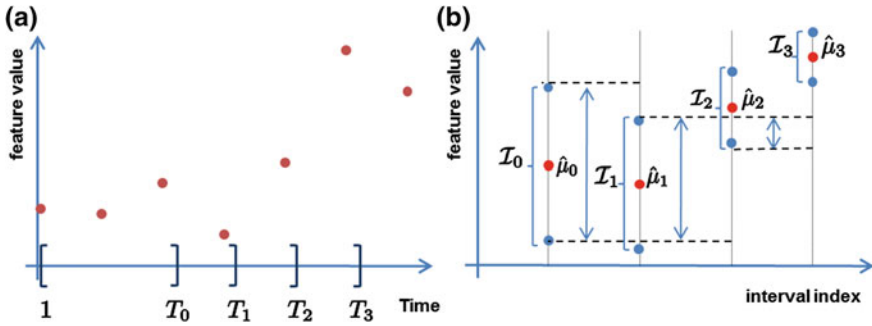 (a)
feature value
1
T₀
T₁
T₂
T₃
Time
(b)
feature value
ℐ₀
μ̂₀
ℐ₁
μ̂₁
ℐ₂
μ̂₂
ℐ₃
μ̂₃
interval index